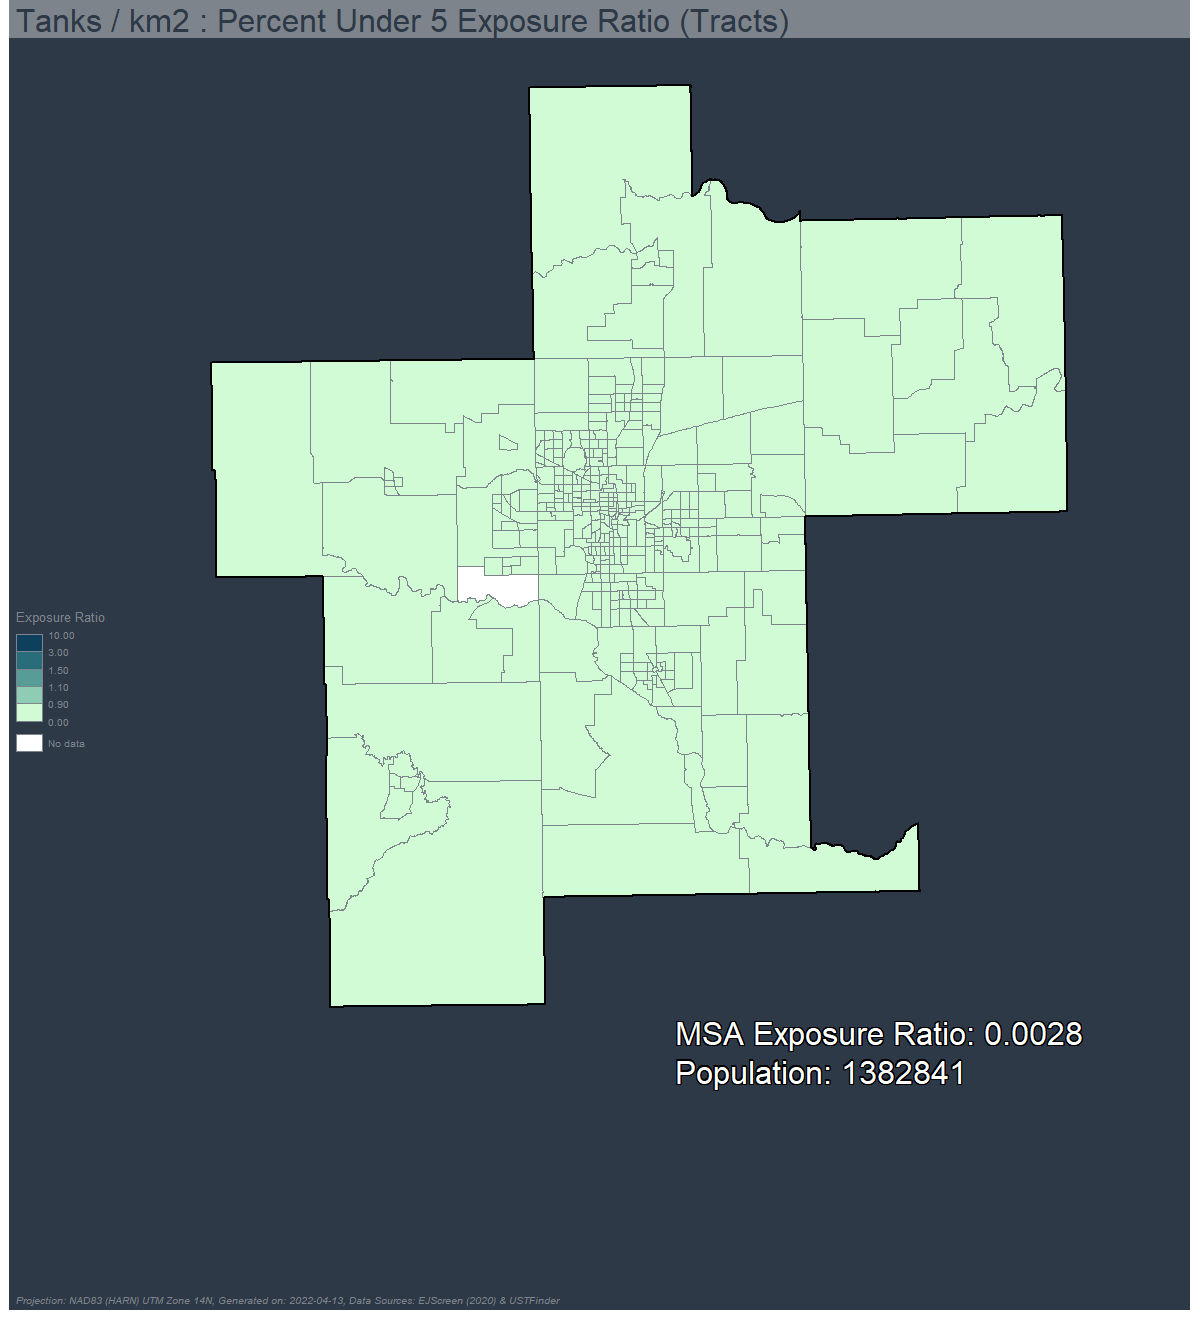 Tanks / km2 : Percent Under 5 Exposure Ratio (Tracts)
Exposure Ratio
10.00
3.00
1.50
1.10
0.90
0.00
No data
MSA Exposure Ratio: 0.0028
Population: 1382841
Projection: NAD83 (HARN) UTM Zone 14N, Generated on: 2022-04-13, Data Sources: EJScreen (2020) & USTFinder